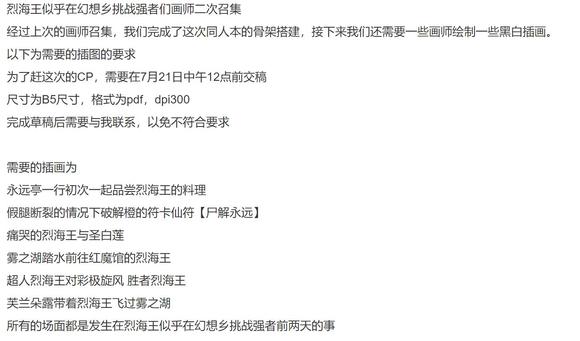 烈海王似乎在幻想乡挑战强者们画师二次召集
经过上次的画师召集，我们完成了这次同人本的骨架搭建，接下来我们还需要一些画师绘制一些黑白插画。
以下为需要的插图的要求
为了赶这次的CP，需要在7月21日中午12点前交稿
尺寸为B5尺寸，格式为pdf，dpi300
完成草稿后需要与我联系，以免不符合要求
需要的插画为
永远亭一行初次一起品尝烈海王的料理
假腿断裂的情况下破解橙的符卡仙符【尸解永远】
痛哭的烈海王与圣白莲
雾之湖踏水前往红魔馆的烈海王
超人烈海王对彩极旋风 胜者烈海王
芙兰朵露带着烈海王飞过雾之湖
所有的场面都是发生在烈海王似乎在幻想乡挑战强者前两天的事